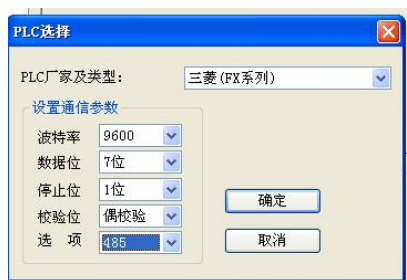 PLC选择
PLC厂家及类型： 三菱(FX系列)
设置通信参数
波特率 9600
数据位 7位
停止位 1位
确定
校验位 偶校验
选 项 485
取消